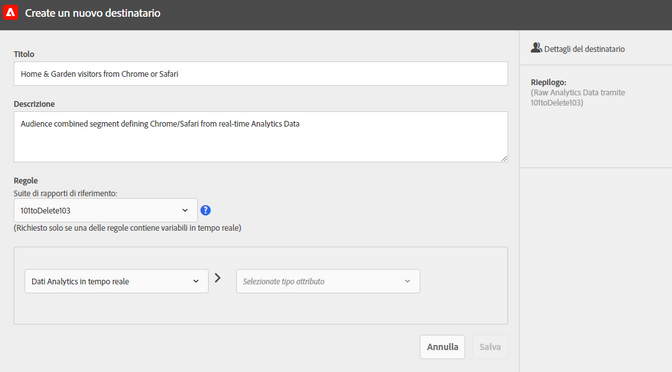 Create un nuovo destinatario
Titolo
Home & Garden visitors from Chrome or Safari
Descrizione
Audience combined segment defining Chrome/Safari from real-time Analytics Data
Regole
Suite di rapporti di riferimento:
101toDelete103
?
(Richiesto solo se una delle regole contiene variabili in tempo reale)
Dati Analytics in tempo reale
Selezionate tipo attributo
Annulla
Salva
Dettagli del destinatario
Riepilogo:
(Raw Analytics Data tramite
101toDelete103)